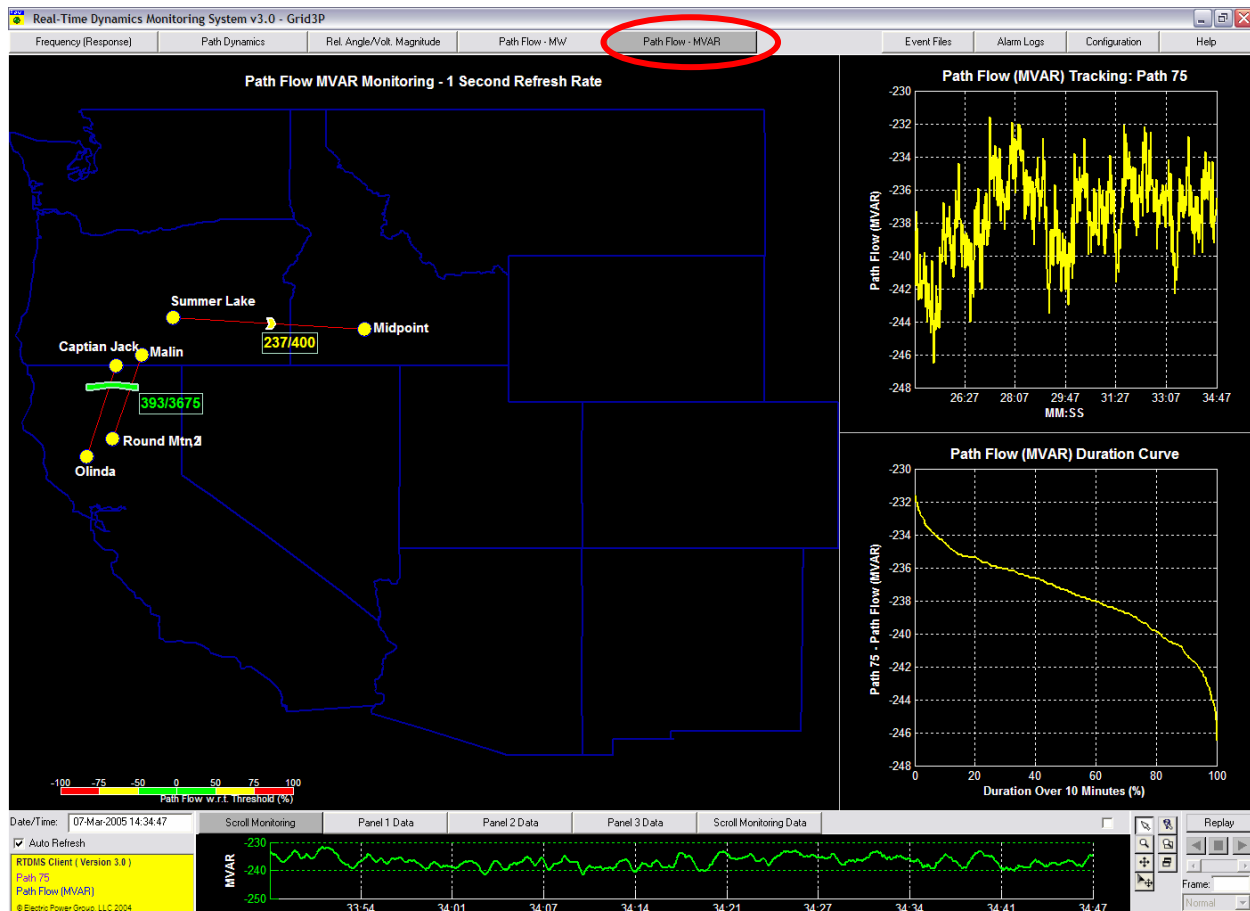 Real-Time Dynamics Monitoring System v3.0 - Grid3P
Frequency (Response) Path Dynamics Rel. Angle/Volt. Magnitude Path Flow - MW Path Flow - MVAR Event Files Alarm Logs Configuration Help
Path Flow MVAR Monitoring - 1 Second Refresh Rate
Summer Lake
Midpoint
237/400
Captian Jack
Malin
393/3675
Round Mtn
Olinda
-100 -75 -50 0 50 75 100
Path Flow w.r.t. Threshold (%)
Path Flow (MVAR) Tracking: Path 75
Path Flow (MVAR)
-230
-232
-234
-236
-238
-240
-242
-244
-246
-248
26:27 28:07 29:47 31:27 33:07 34:47
MM:SS
Path Flow (MVAR) Duration Curve
Path 75 - Path Flow (MVAR)
-230
-232
-234
-236
-238
-240
-242
-244
-246
-248
0 20 40 60 80 100
Duration Over 10 Minutes (%)
Date/Time: 07-Mar-2005 14:34:47
Auto Refresh
RTDMS Client ( Version 3.0 )
Path 75
Path Flow (MVAR)
© Electric Power Group, LLC 2004
Scroll Monitoring Panel 1 Data Panel 2 Data Panel 3 Data Scroll Monitoring Data
MVAR
-230
-240
-250
33:54 34:01 34:07 34:14 34:21 34:27 34:34 34:41 34:47
Replay
Frame:
Normal